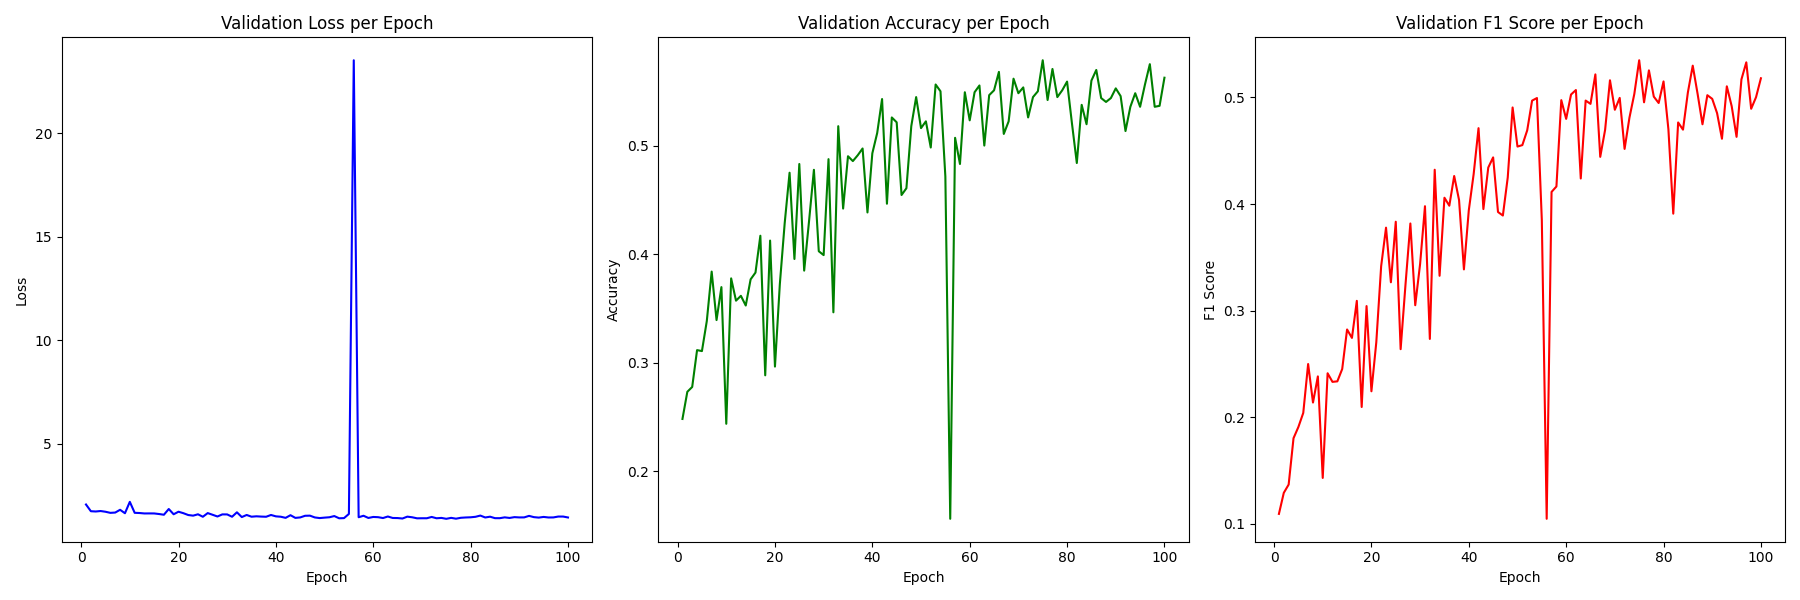 Validation Loss per Epoch
Loss
20
15
10
5
0 20 40 60 80 100
Epoch
Validation Accuracy per Epoch
Accuracy
0.5
0.4
0.3
0.2
0 20 40 60 80 100
Epoch
Validation F1 Score per Epoch
F1 Score
0.5
0.4
0.3
0.2
0.1
0 20 40 60 80 100
Epoch